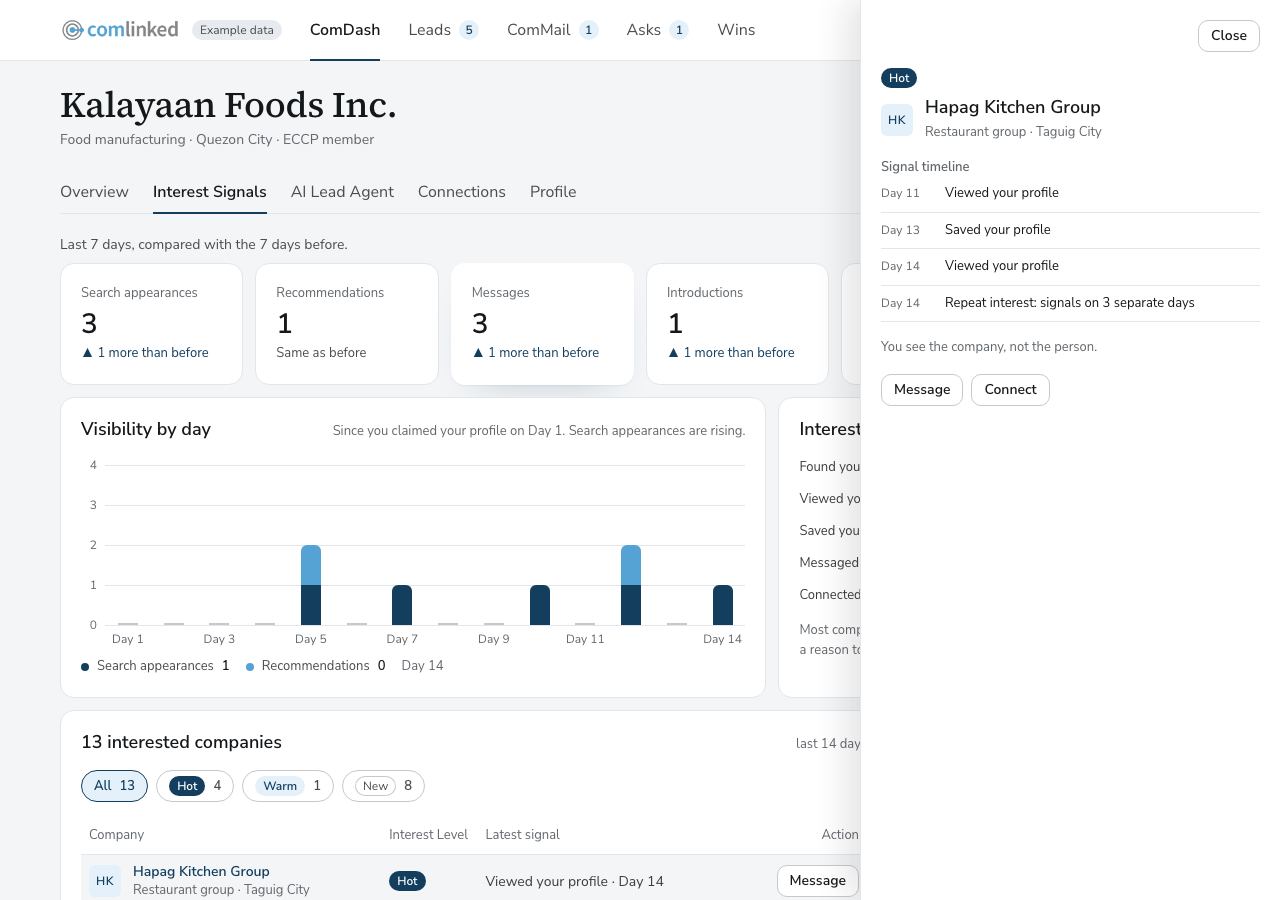 comlinked
Example data
ComDash
Leads 5
ComMail 1
Asks 1
Wins
Kalayaan Foods Inc.
Food manufacturing · Quezon City · ECCP member
Overview
Interest Signals
AI Lead Agent
Connections
Profile
Last 7 days, compared with the 7 days before.
Search appearances
3
▲ 1 more than before
Recommendations
1
Same as before
Messages
3
▲ 1 more than before
Introductions
1
▲ 1 more than before
Visibility by day
Since you claimed your profile on Day 1. Search appearances are rising.
4
3
2
1
0
Day 1 Day 3 Day 5 Day 7 Day 9 Day 11 Day 14
Search appearances 1 Recommendations 0 Day 14
Interest
Found you
Viewed yo
Saved you
Messaged
Connected
Most comp
a reason to
13 interested companies
last 14 day
All 13
Hot 4
Warm 1
New 8
Company Interest Level Latest signal Action
HK
Hapag Kitchen Group
Restaurant group · Taguig City
Hot
Viewed your profile · Day 14
Message
Close
Hot
HK
Hapag Kitchen Group
Restaurant group · Taguig City
Signal timeline
Day 11 Viewed your profile
Day 13 Saved your profile
Day 14 Viewed your profile
Day 14 Repeat interest: signals on 3 separate days
You see the company, not the person.
Message
Connect